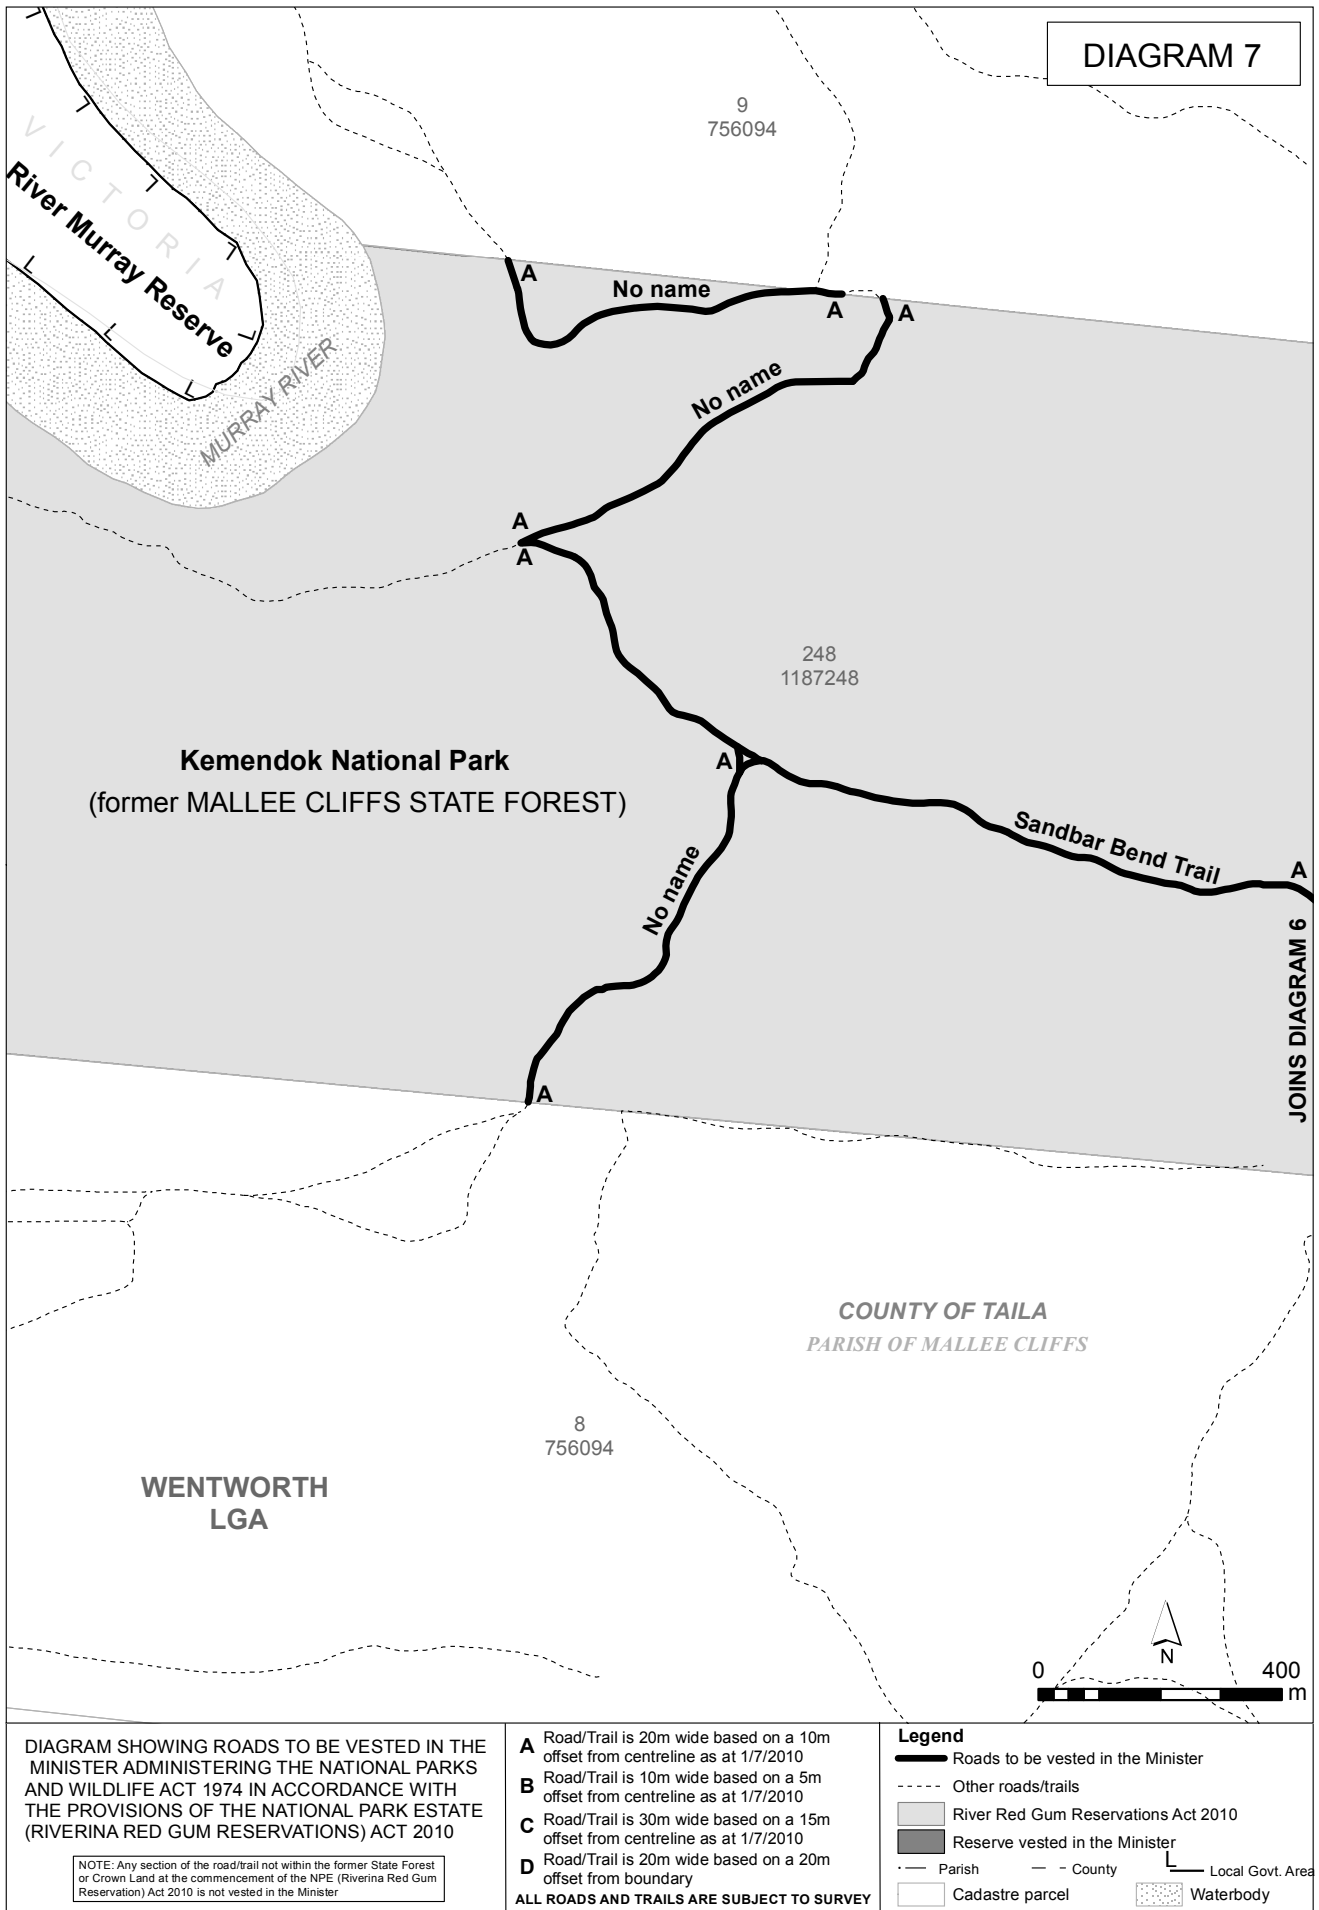 DIAGRAM 7
9
756094
VICTORIA
River Murray Reserve
MURRAY RIVER
A
No name
A
A
No name
A
A
248
1187248
Kemendok National Park
(former MALLEE CLIFFS STATE FOREST)
A
Sandbar Bend Trail
A
No name
JOINS DIAGRAM 6
A
COUNTY OF TAILA
PARISH OF MALLEE CLIFFS
8
756094
WENTWORTH
LGA
N
0 400
m
DIAGRAM SHOWING ROADS TO BE VESTED IN THE
MINISTER ADMINISTERING THE NATIONAL PARKS
AND WILDLIFE ACT 1974 IN ACCORDANCE WITH
THE PROVISIONS OF THE NATIONAL PARK ESTATE
(RIVERINA RED GUM RESERVATIONS) ACT 2010
NOTE: Any section of the road/trail not within the former State Forest
or Crown Land at the commencement of the NPE (Riverina Red Gum
Reservation) Act 2010 is not vested in the Minister
A Road/Trail is 20m wide based on a 10m
offset from centreline as at 1/7/2010
B Road/Trail is 10m wide based on a 5m
offset from centreline as at 1/7/2010
C Road/Trail is 30m wide based on a 15m
offset from centreline as at 1/7/2010
D Road/Trail is 20m wide based on a 20m
offset from boundary
ALL ROADS AND TRAILS ARE SUBJECT TO SURVEY
Legend
Roads to be vested in the Minister
Other roads/trails
River Red Gum Reservations Act 2010
Reserve vested in the Minister
Parish County Local Govt. Area
Cadastre parcel Waterbody